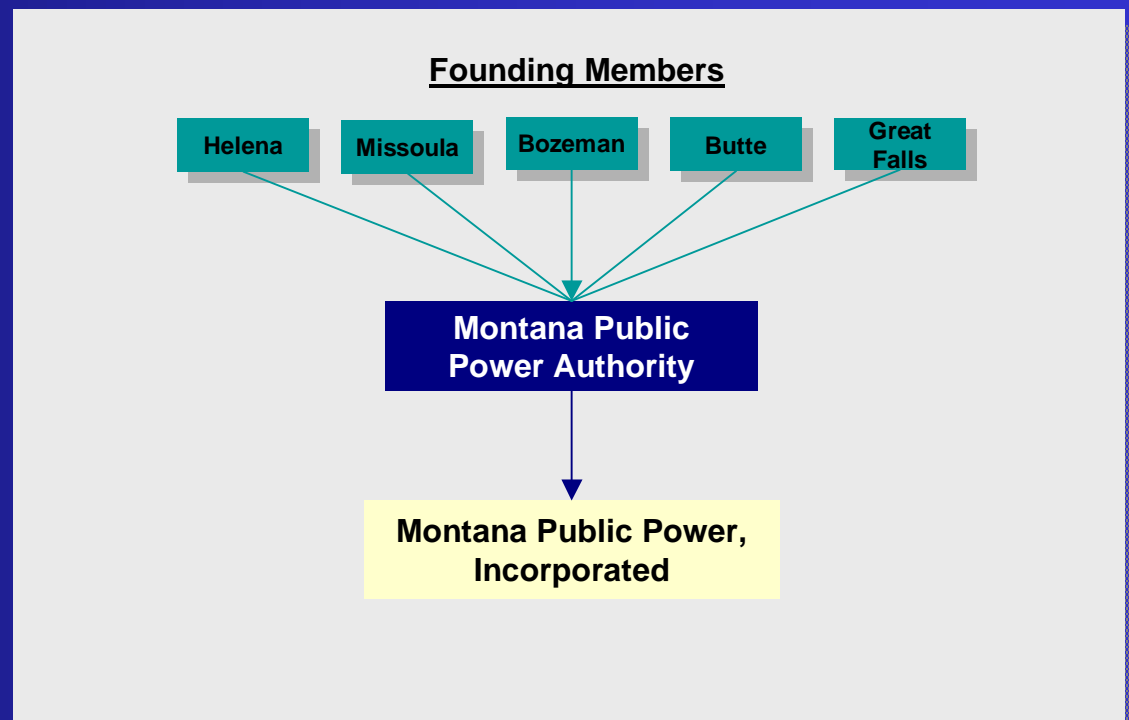 Founding Members
Helena
Missoula
Bozeman
Butte
Great
Falls
Montana Public
Power Authority
Montana Public Power,
Incorporated